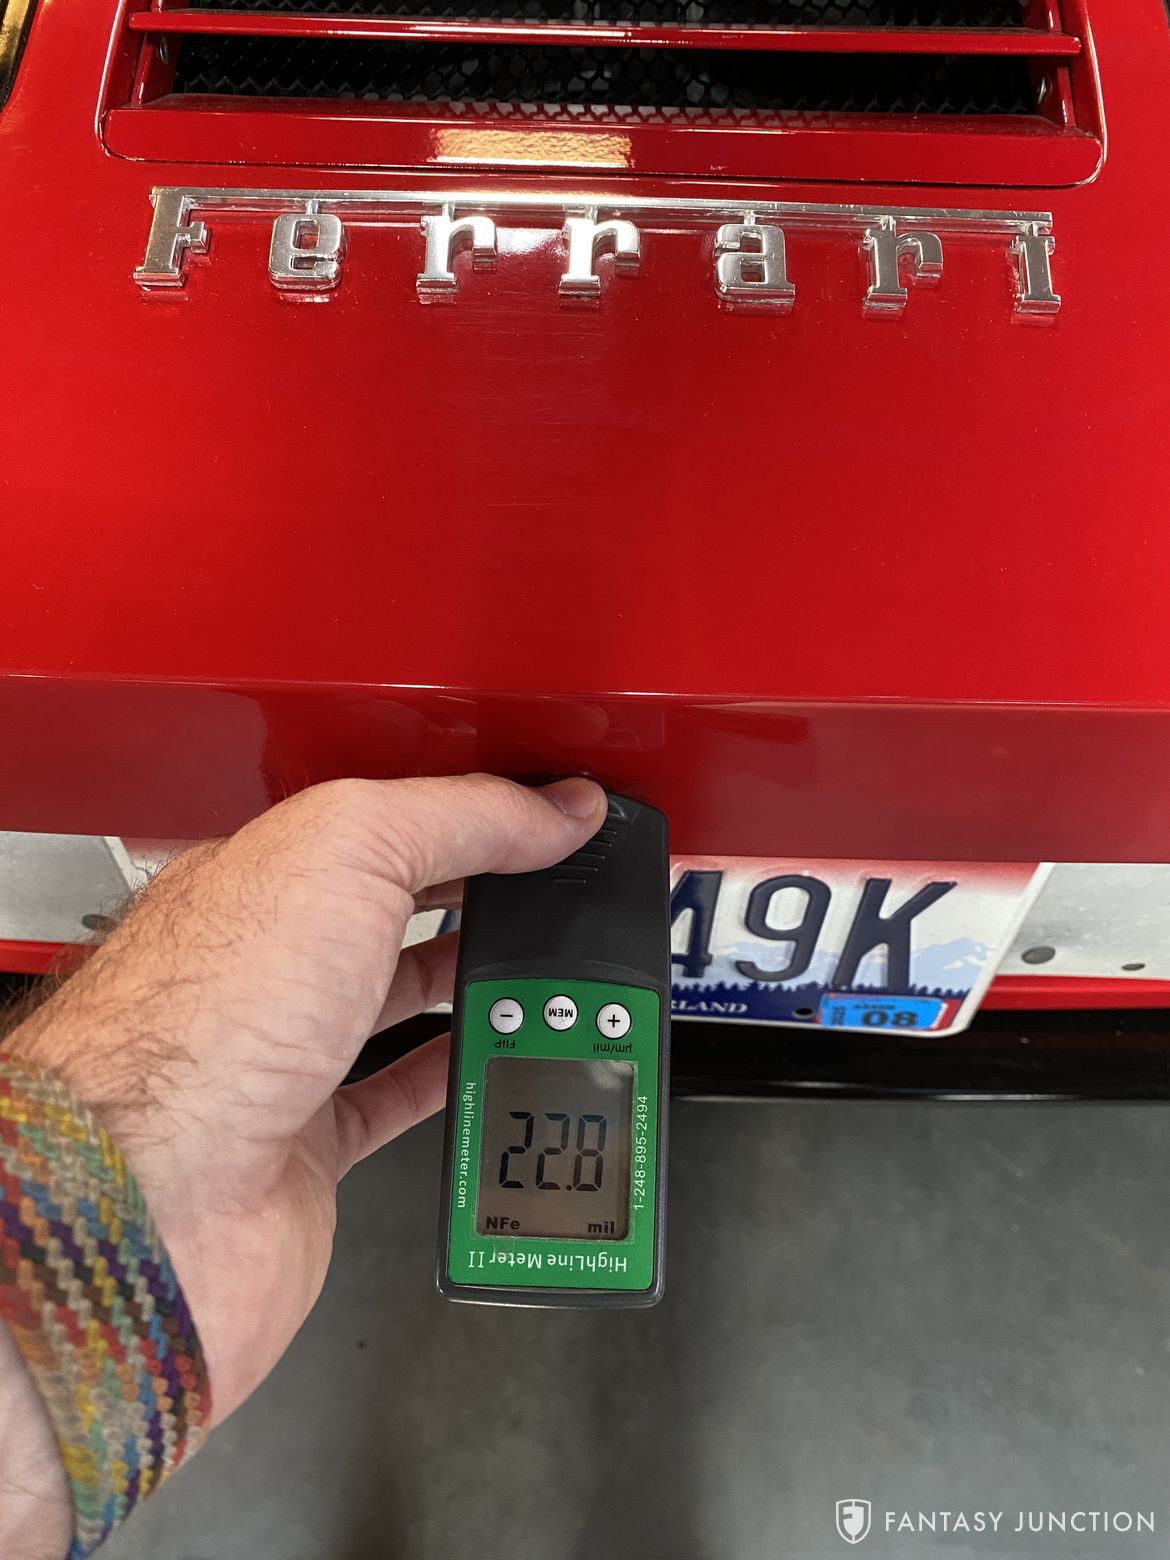 Ferrari
49K
RLAND
08
−
MEM
+
FliP
µm/mil
highlinemeter.com
1-248-895-2494
22.8
NFe
mil
HighLine Meter II
FANTASY JUNCTION